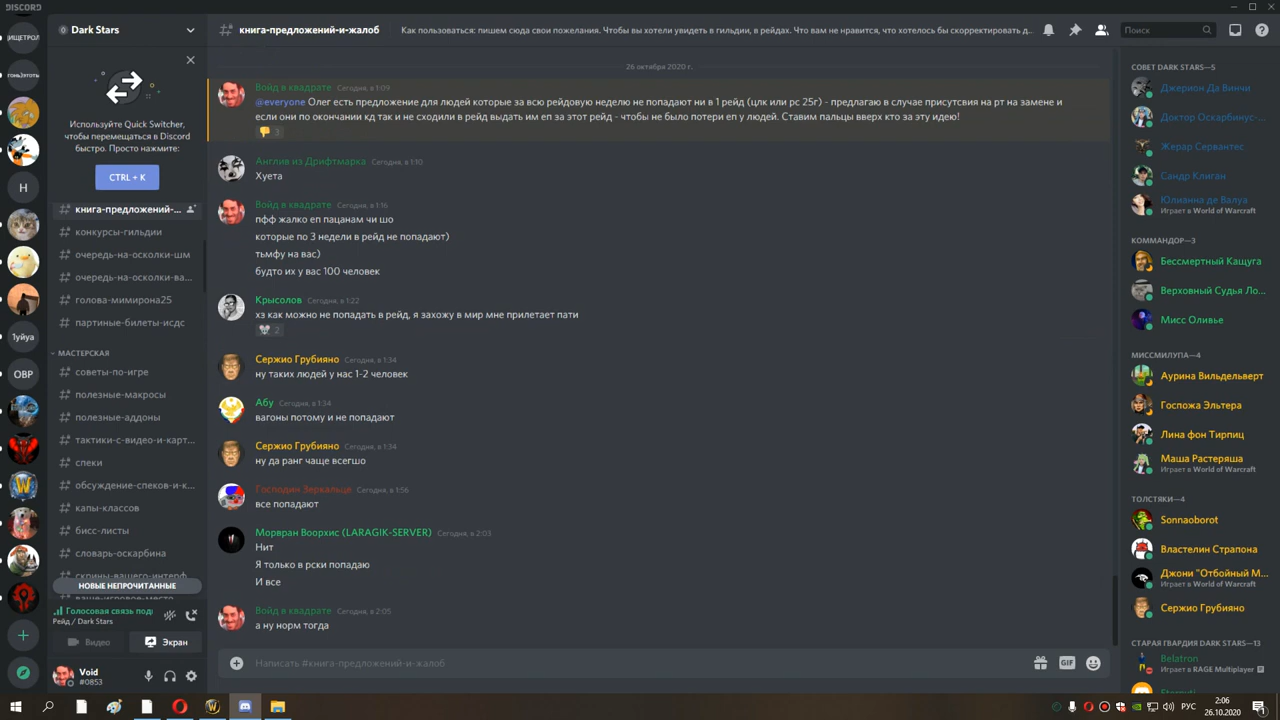 DISCORD
Dark Stars
книга-предложений-и-жалоб
Как пользоваться: пишем сюда свои пожелания. Чтобы вы хотели увидеть в гильдии, в рейдах. Что вам не нравится, что хотелось бы скорректировать д...
Поиск
ИЩЕТРОЛ
Н
1уйуа
ОВР
Используйте Quick Switcher,
чтобы перемещаться в Discord
быстро. Просто нажмите:
CTRL + K
книга-предложений-...
конкурсы-гильдии
очередь-на-осколки-шм
очередь-на-осколки-ва...
голова-мимирона25
партиные-билеты-исдс
МАСТЕРСКАЯ
советы-по-игре
полезные-макросы
полезные-аддоны
тактики-с-видео-и-карт...
спеки
обсуждение-спеков-и-к...
капы-классов
бисс-листы
словарь-оскарбина
скрины-вашего-интерф...
НОВЫЕ НЕПРОЧИТАННЫЕ
ваше-игровое-место
Голосовая связь под
Рейд / Dark Stars
Видео
Экран
Void
#0853
26 октября 2020 г.
Войд в квадрате Сегодня, в 1:09
@everyone Олег есть предложение для людей которые за всю рейдовую неделю не попадают ни в 1 рейд (цлк или рс 25г) - предлагаю в случае присутсвия на рт на замене и
если они по окончании кд так и не сходили в рейд выдать им еп за этот рейд - чтобы не было потери еп у людей. Ставим пальцы вверх кто за эту идею!
3
Англив из Дрифтмарка Сегодня, в 1:10
Хуета
Войд в квадрате Сегодня, в 1:16
пфф жалко еп пацанам чи шо
которые по 3 недели в рейд не попадают)
тьмфу на вас)
будто их у вас 100 человек
Крысолов Сегодня, в 1:22
хз как можно не попадать в рейд, я захожу в мир мне прилетает пати
2
Сержио Грубияно Сегодня, в 1:34
ну таких людей у нас 1-2 человек
Абу Сегодня, в 1:34
вагоны потому и не попадают
Сержио Грубияно Сегодня, в 1:34
ну да ранг чаще всегшо
Господин Зеркальце Сегодня, в 1:56
все попадают
Морвран Воорхис (LARAGIK-SERVER) Сегодня, в 2:03
Нит
Я только в рски попадаю
И все
Войд в квадрате Сегодня, в 2:05
а ну норм тогда
Написать #книга-предложений-и-жалоб
GIF
СОВЕТ DARK STARS—5
Джерион Да Винчи
Доктор Оскарбинус-...
Жерар Сервантес
Сандр Клиган
Юлианна де Валуа
Играет в World of Warcraft
КОММАНДОР—3
Бессмертный Кащуга
Верховный Судья Ло...
Мисс Оливье
МИССМИЛУПА—4
Аурина Вильдельверт
Госпожа Эльтера
Лина фон Тирпиц
Маша Растеряша
Играет в World of Warcraft
ТОЛСТЯКИ—4
Sonnaoborot
Властелин Страпона
Джони "Отбойный М...
Играет в World of Warcraft
Сержио Грубияно
СТАРАЯ ГВАРДИЯ DARK STARS—13
Belatron
Играет в RAGE Multiplayer
РУС
2:06
26.10.2020